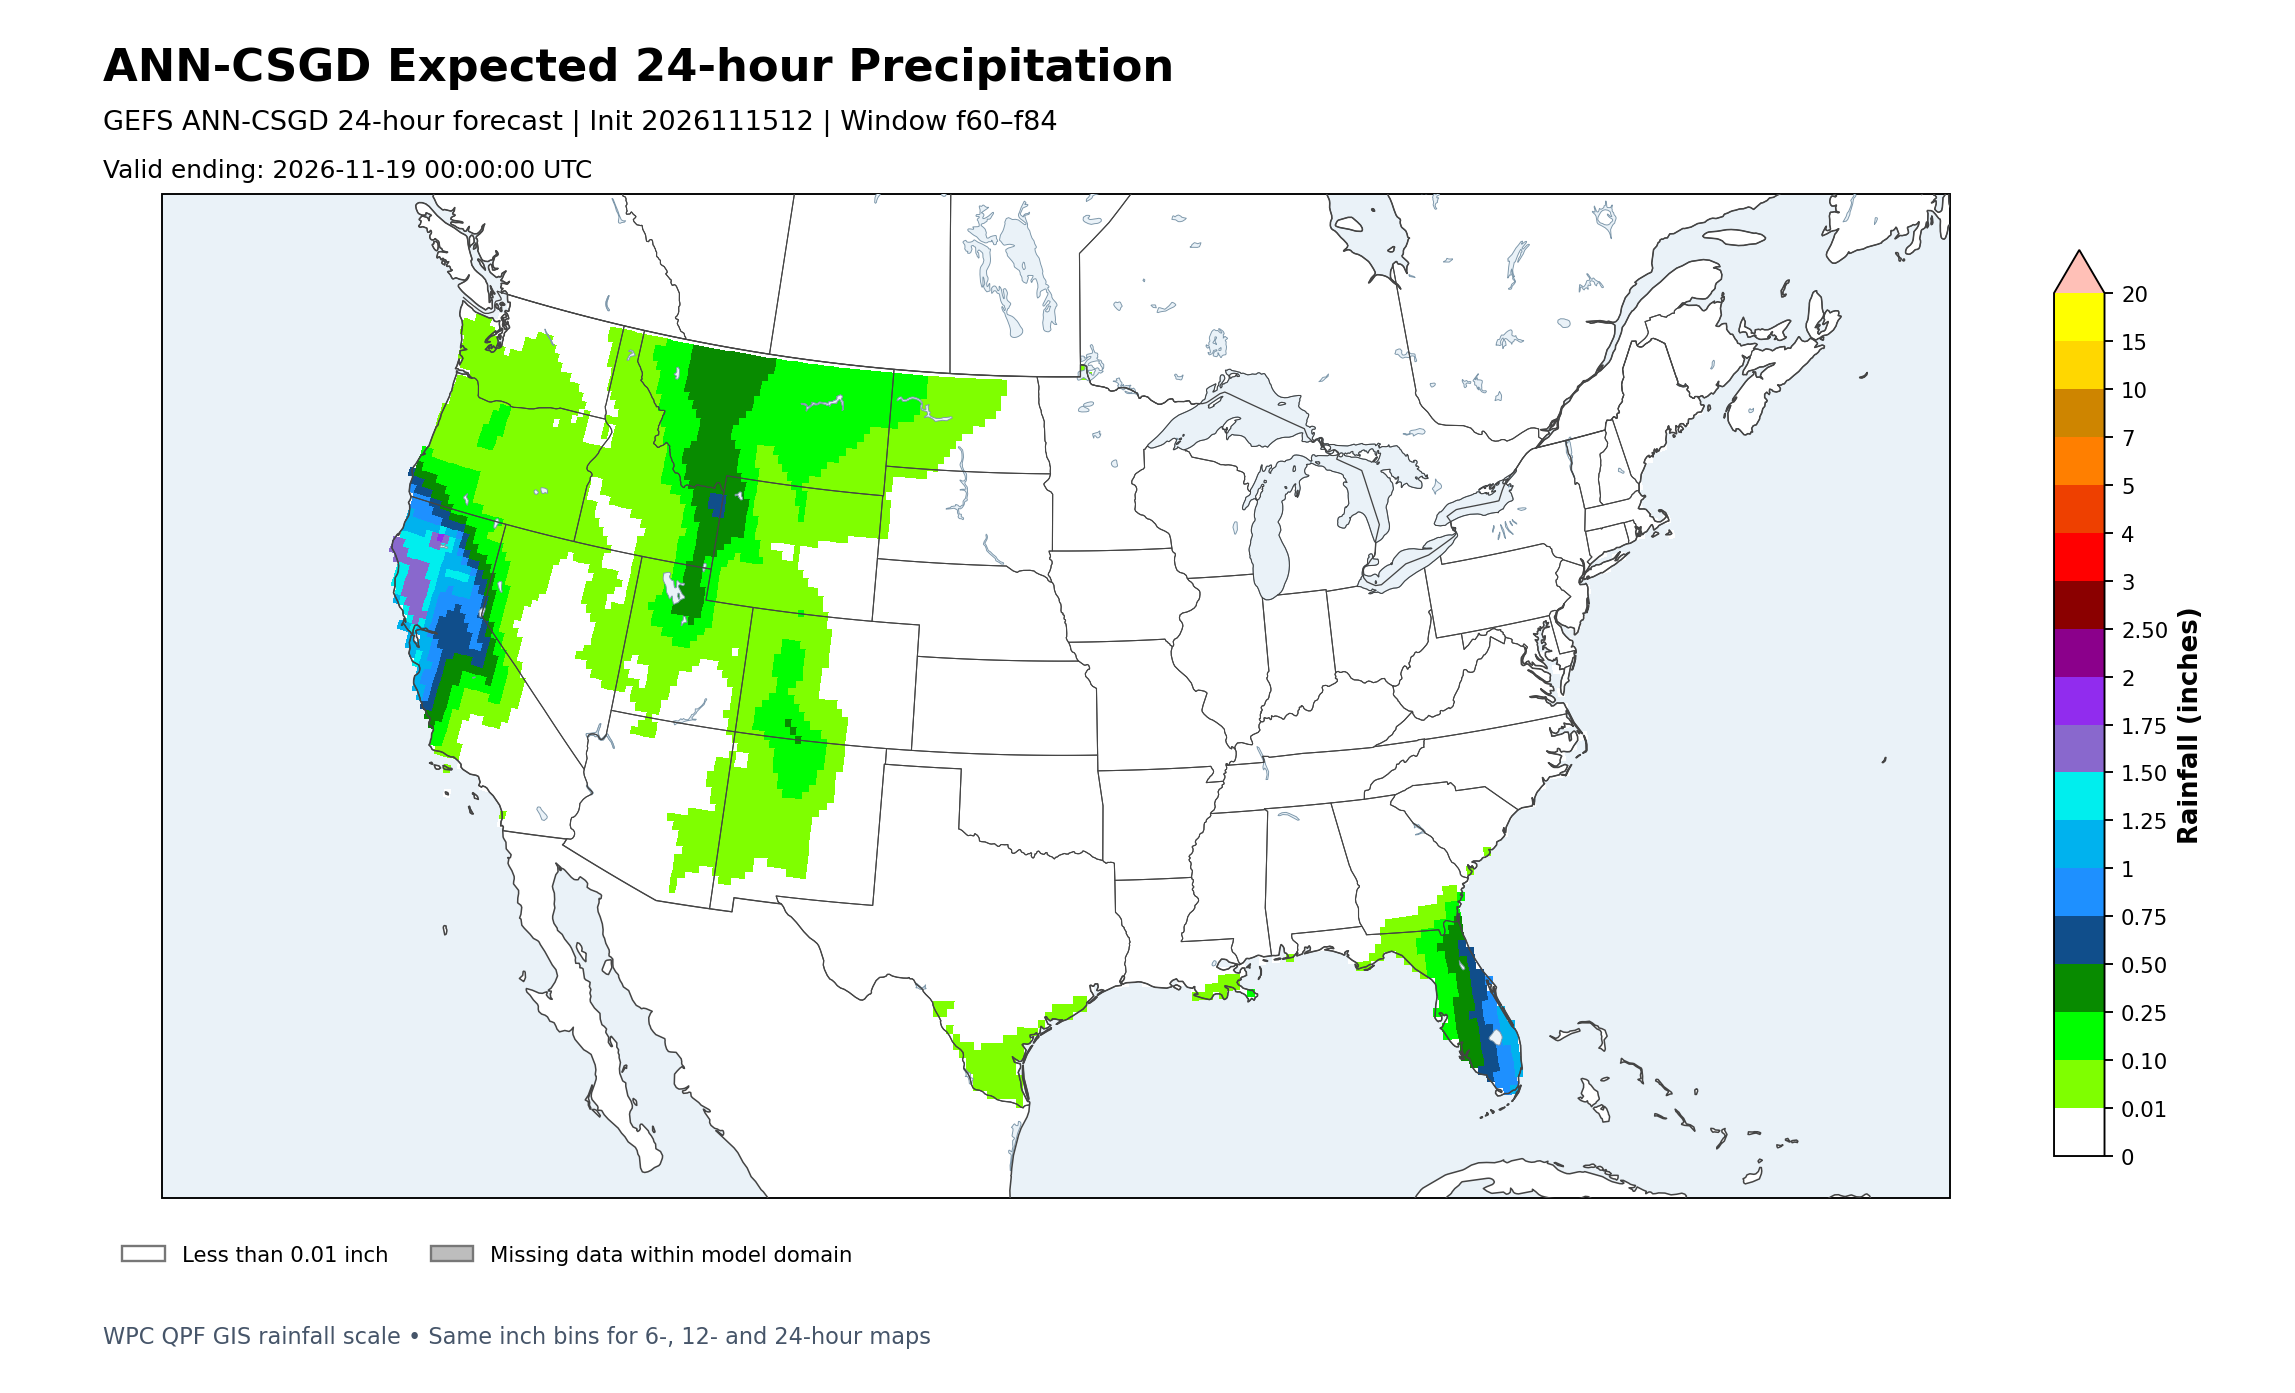 ANN-CSGD Expected 24-hour Precipitation
GEFS ANN-CSGD 24-hour forecast | Init 2026111512 | Window f60–f84
Valid ending: 2026-11-19 00:00:00 UTC
20
15
10
7
5
4
3
2.50
2
1.75
1.50
1.25
1
0.75
0.50
0.25
0.10
0.01
0
Rainfall (inches)
Less than 0.01 inch
Missing data within model domain
WPC QPF GIS rainfall scale • Same inch bins for 6-, 12- and 24-hour maps